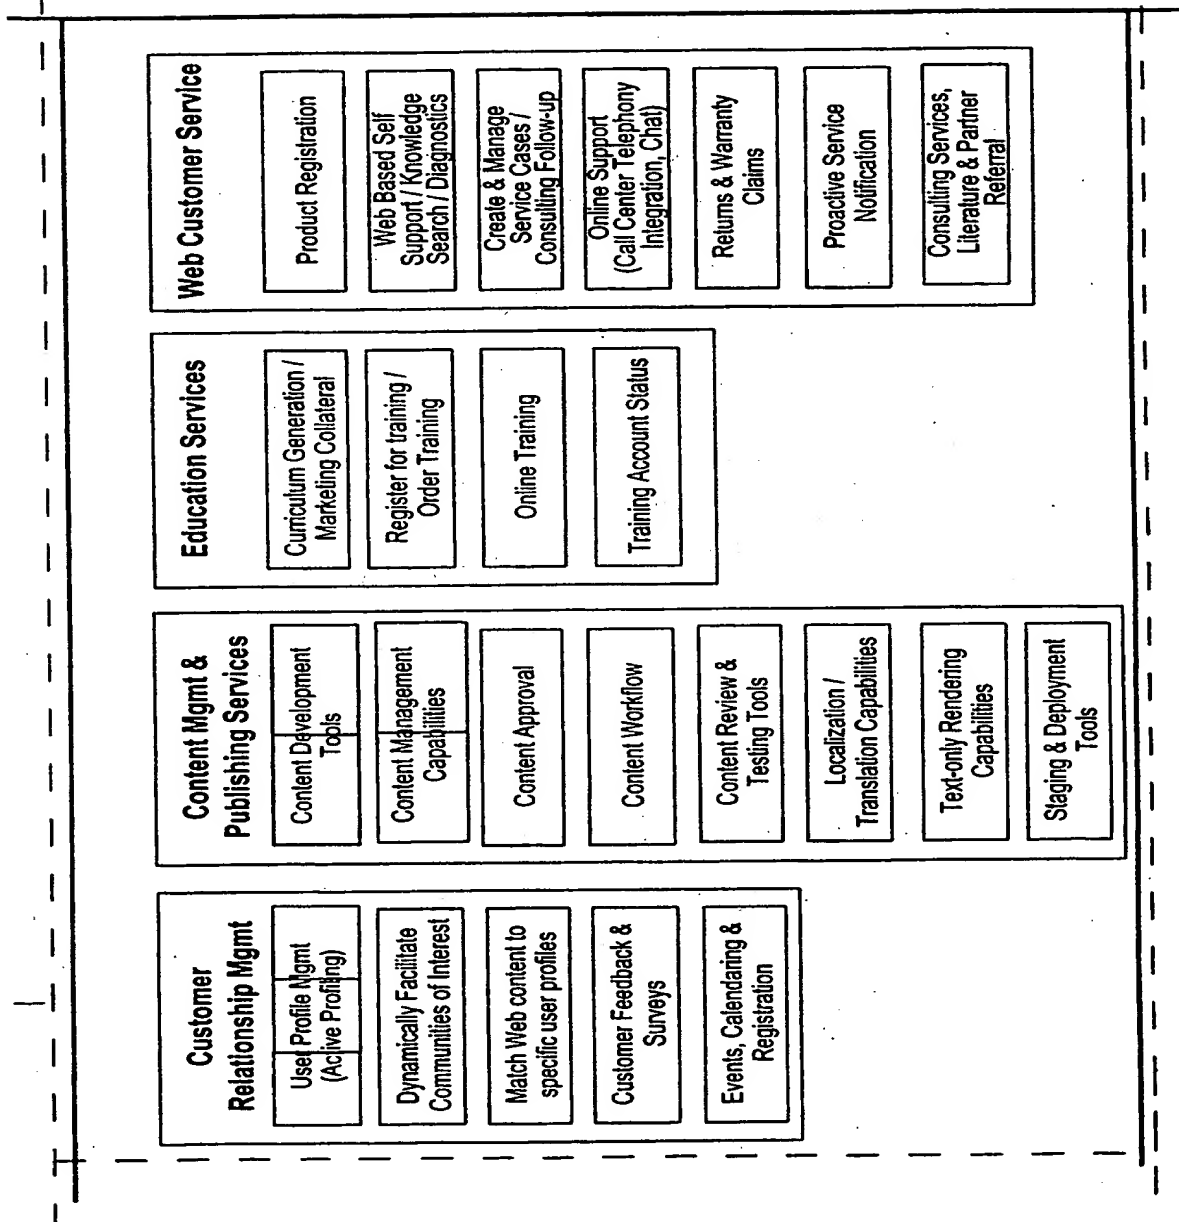 Customer
Relationship Mgmt
User Profile Mgmt
(Active Profiling)
Dynamically Facilitate
Communities of Interest
Match Web content to
specific user profiles
Customer Feedback &
Surveys
Events, Calendaring &
Registration
Content Mgmt &
Publishing Services
Content Development
Tools
Content Management
Capabilities
Content Approval
Content Workflow
Content Review &
Testing Tools
Localization /
Translation Capabilities
Text-only Rendering
Capabilities
Staging & Deployment
Tools
Education Services
Curriculum Generation /
Marketing Collateral
Register for training /
Order Training
Online Training
Training Account Status
Web Customer Service
Product Registration
Web Based Self
Support / Knowledge
Search / Diagnostics
Create & Manage
Service Cases /
Consulting Follow-up
Online Support
(Call Center Telephony
Integration, Chat)
Returns & Warranty
Claims
Proactive Service
Notification
Consulting Services,
Literature & Partner
Referral